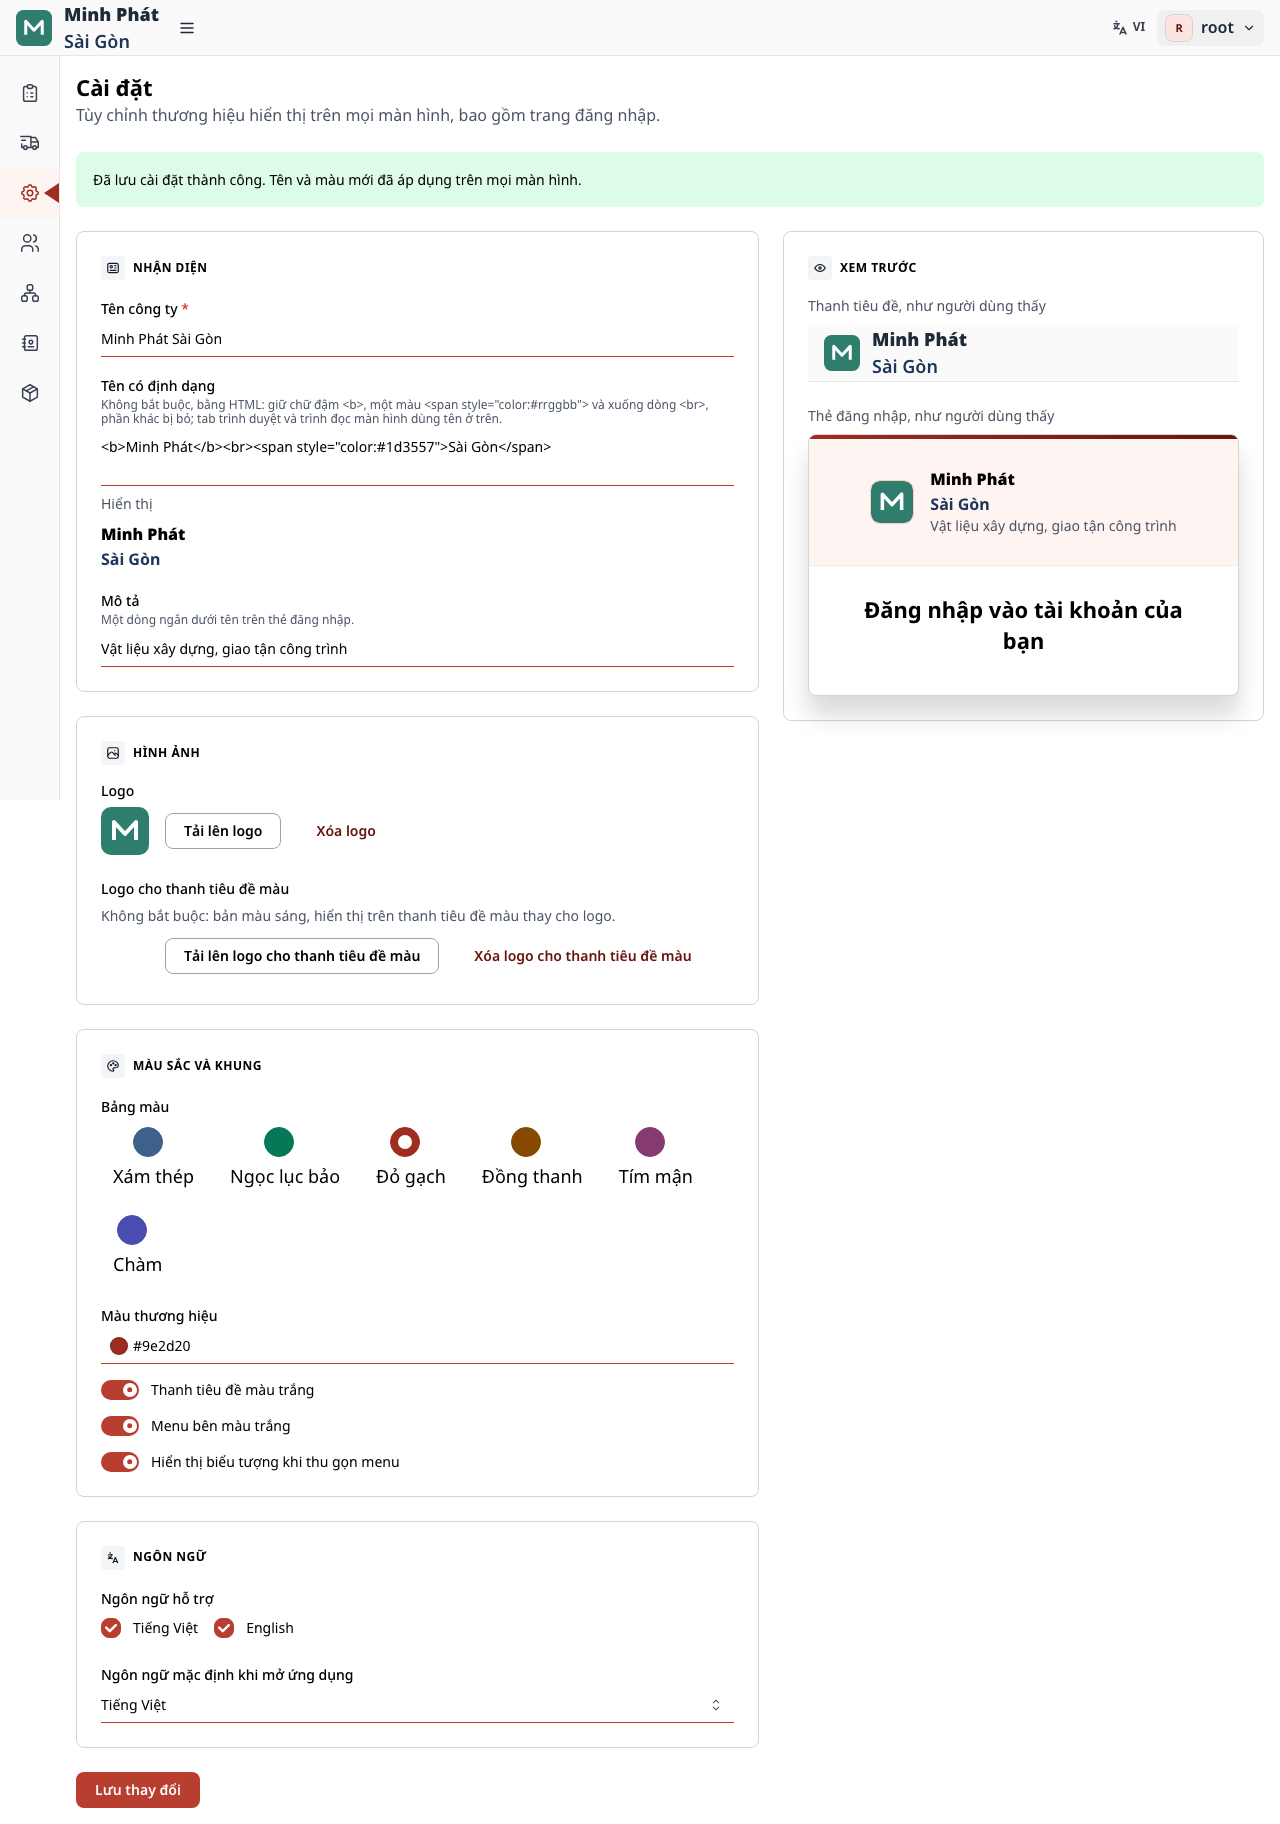 Minh Phát
Sài Gòn
VI
R
root
Cài đặt
Tùy chỉnh thương hiệu hiển thị trên mọi màn hình, bao gồm trang đăng nhập.
Đã lưu cài đặt thành công. Tên và màu mới đã áp dụng trên mọi màn hình.
NHẬN DIỆN
Tên công ty *
Minh Phát Sài Gòn
Tên có định dạng
Không bắt buộc, bằng HTML: giữ chữ đậm <b>, một màu <span style="color:#rrggbb"> và xuống dòng <br>,
phần khác bị bỏ; tab trình duyệt và trình đọc màn hình dùng tên ở trên.
<b>Minh Phát</b><br><span style="color:#1d3557">Sài Gòn</span>
Hiển thị
Minh Phát
Sài Gòn
Mô tả
Một dòng ngắn dưới tên trên thẻ đăng nhập.
Vật liệu xây dựng, giao tận công trình
XEM TRƯỚC
Thanh tiêu đề, như người dùng thấy
Minh Phát
Sài Gòn
Thẻ đăng nhập, như người dùng thấy
Minh Phát
Sài Gòn
Vật liệu xây dựng, giao tận công trình
Đăng nhập vào tài khoản của
bạn
HÌNH ẢNH
Logo
Tải lên logo
Xóa logo
Logo cho thanh tiêu đề màu
Không bắt buộc: bản màu sáng, hiển thị trên thanh tiêu đề màu thay cho logo.
Tải lên logo cho thanh tiêu đề màu
Xóa logo cho thanh tiêu đề màu
MÀU SẮC VÀ KHUNG
Bảng màu
Xám thép
Ngọc lục bảo
Đỏ gạch
Đồng thanh
Tím mận
Chàm
Màu thương hiệu
#9e2d20
Thanh tiêu đề màu trắng
Menu bên màu trắng
Hiển thị biểu tượng khi thu gọn menu
NGÔN NGỮ
Ngôn ngữ hỗ trợ
Tiếng Việt
English
Ngôn ngữ mặc định khi mở ứng dụng
Tiếng Việt
Lưu thay đổi